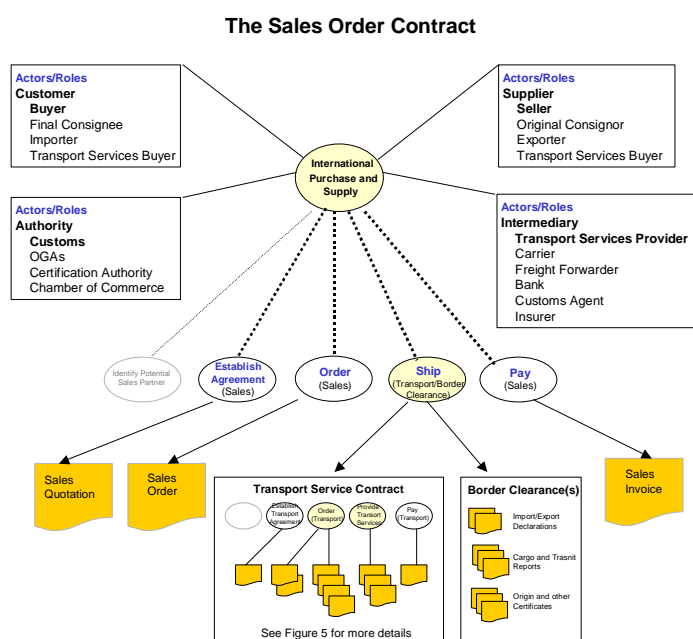 The Sales Order Contract
Actors/Roles
Customer
Buyer
Final Consignee
Importer
Transport Services Buyer
Actors/Roles
Supplier
Seller
Original Consignor
Exporter
Transport Services Buyer
International
Purchase and
Supply
Actors/Roles
Authority
Customs
OGAs
Certification Authority
Chamber of Commerce
Actors/Roles
Intermediary
Transport Services Provider
Carrier
Freight Forwarder
Bank
Customs Agent
Insurer
Identify Potential
Sales Partner
Establish
Agreement
(Sales)
Order
(Sales)
Ship
(Transport/Border
Clearance)
Pay
(Sales)
Sales
Quotation
Sales
Order
Transport Service Contract
Establish
Transport
Agreement
Order
(Transport)
Provide
Transort
Services
Pay
(Transport)
See Figure 5 for more details
Border Clearance(s)
Import/Export
Declarations
Cargo and Trasnit
Reports
Origin and other
Certificates
Sales
Invoice